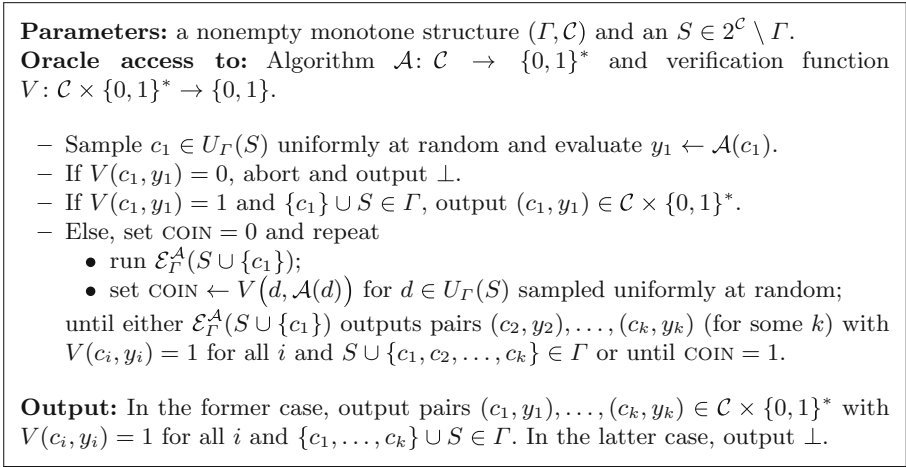 Parameters: a nonempty monotone structure (Γ, 𝒞) and an S ∈ 2^𝒞 \ Γ.
Oracle access to: Algorithm 𝒜: 𝒞 → {0, 1}* and verification function
V : 𝒞 × {0, 1}* → {0, 1}.
– Sample c₁ ∈ U_Γ(S) uniformly at random and evaluate y₁ ← 𝒜(c₁).
– If V(c₁, y₁) = 0, abort and output ⊥.
– If V(c₁, y₁) = 1 and {c₁} ∪ S ∈ Γ, output (c₁, y₁) ∈ 𝒞 × {0, 1}*.
– Else, set COIN = 0 and repeat
• run ℰ_Γ^𝒜(S ∪ {c₁});
• set COIN ← V(d, 𝒜(d)) for d ∈ U_Γ(S) sampled uniformly at random;
until either ℰ_Γ^𝒜(S ∪ {c₁}) outputs pairs (c₂, y₂), . . . , (c_k, y_k) (for some k) with
V(c_i, y_i) = 1 for all i and S ∪ {c₁, c₂, . . . , c_k} ∈ Γ or until COIN = 1.
Output: In the former case, output pairs (c₁, y₁), . . . , (c_k, y_k) ∈ 𝒞 × {0, 1}* with
V(c_i, y_i) = 1 for all i and {c₁, . . . , c_k} ∪ S ∈ Γ. In the latter case, output ⊥.